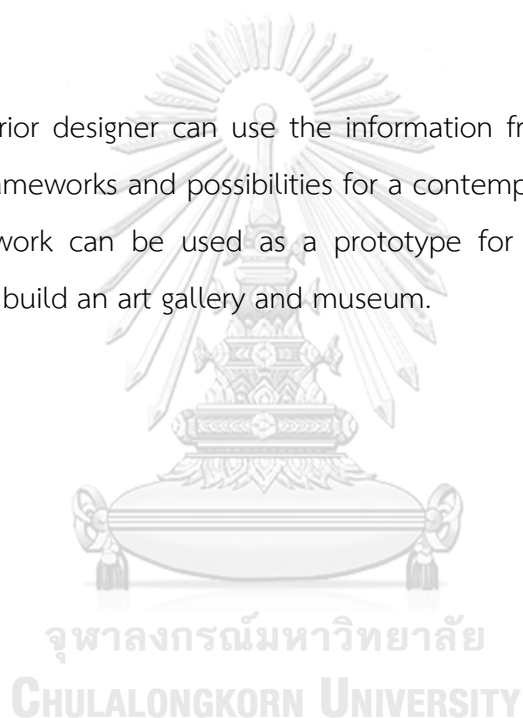 rior designer can use the information fr
ameworks and possibilities for a contemp
work can be used as a prototype for
build an art gallery and museum.
จุฬาลงกรณ์มหาวิทยาลัย
CHULALONGKORN UNIVERSITY